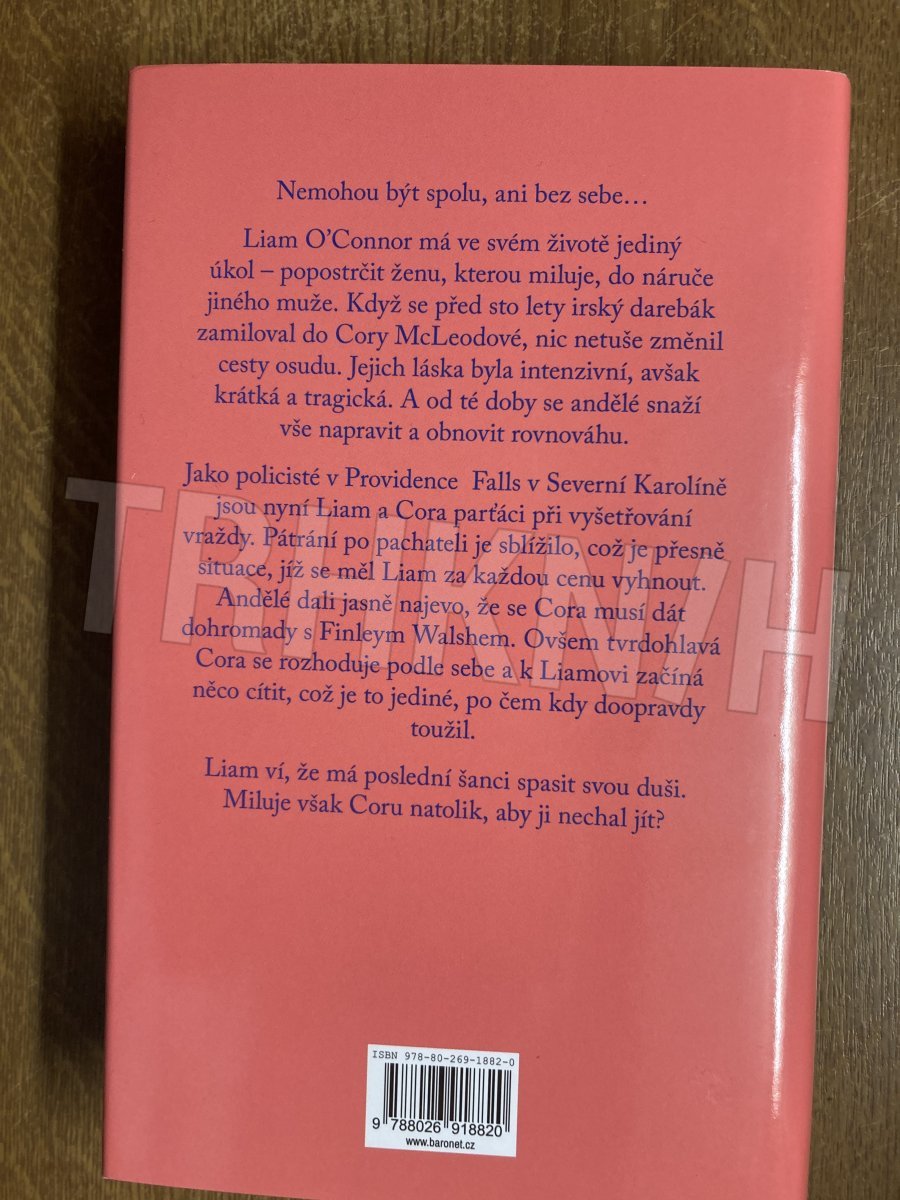 Nemohou být spolu, ani bez sebe…
Liam O’Connor má ve svém životě jediný
úkol – popostrčit ženu, kterou miluje, do náruče
jiného muže. Když se před sto lety irský darebák
zamiloval do Cory McLeodové, nic netuše změnil
cesty osudu. Jejich láska byla intenzivní, avšak
krátká a tragická. A od té doby se andělé snaží
vše napravit a obnovit rovnováhu.
Jako policisté v Providence Falls v Severní Karolíně
jsou nyní Liam a Cora parťáci při vyšetřování
vraždy. Pátrání po pachateli je sblížilo, což je přesně
situace, jíž se měl Liam za každou cenu vyhnout.
Andělé dali jasně najevo, že se Cora musí dát
dohromady s Finleym Walshem. Ovšem tvrdohlavá
Cora se rozhoduje podle sebe a k Liamovi začíná
něco cítit, což je to jediné, po čem kdy doopravdy
toužil.
Liam ví, že má poslední šanci spasit svou duši.
Miluje však Coru natolik, aby ji nechal jít?
TRHKNIH
ISBN 978-80-269-1882-0
9 788026 918820
www.baronet.cz